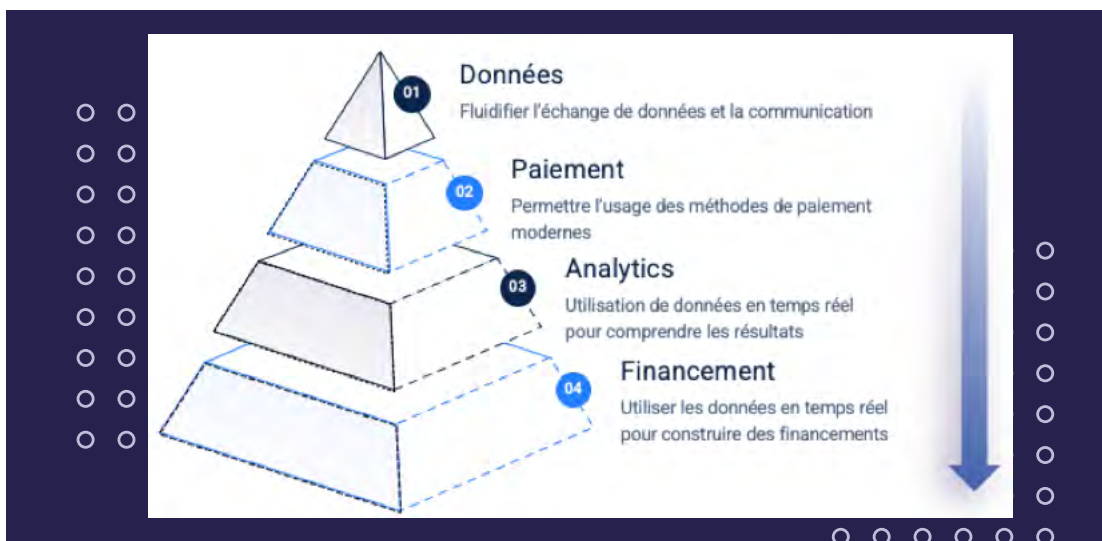 01
Données
Fluidifier l'échange de données et la communication
02
Paiement
Permettre l'usage des méthodes de paiement
modernes
03
Analytics
Utilisation de données en temps réel
pour comprendre les résultats
04
Financement
Utiliser les données en temps réel
pour construire des financements